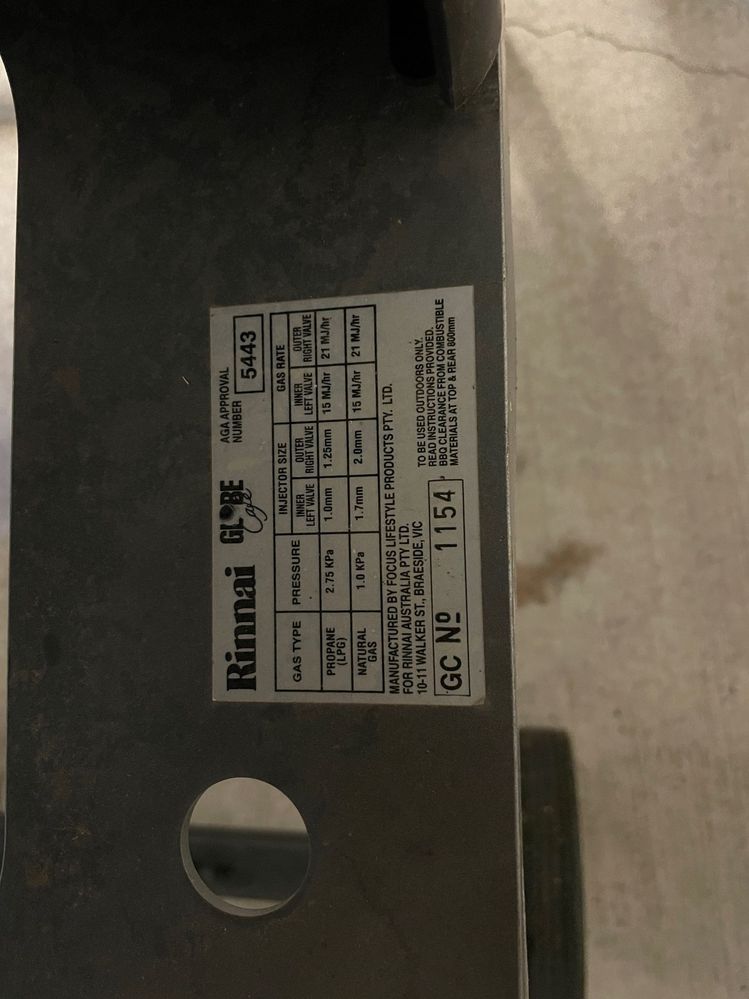 Rinnai GLOBE Café AGA APPROVAL NUMBER 5443
GAS TYPE PRESSURE INJECTOR SIZE GAS RATE
INNER LEFT VALVE OUTER RIGHT VALVE INNER LEFT VALVE OUTER RIGHT VALVE
PROPANE (LPG) 2.75 KPa 1.0mm 1.25mm 15 MJ/hr 21 MJ/hr
NATURAL GAS 1.0 KPa 1.7mm 2.0mm 15 MJ/hr 21 MJ/hr
MANUFACTURED BY FOCUS LIFESTYLE PRODUCTS PTY. LTD.
FOR RINNAI AUSTRALIA PTY LTD.
10-11 WALKER ST., BRAESIDE, VIC
GC Nº 1154
TO BE USED OUTDOORS ONLY.
READ INSTRUCTIONS PROVIDED.
BBQ CLEARANCE FROM COMBUSTIBLE
MATERIALS AT TOP & REAR 800mm